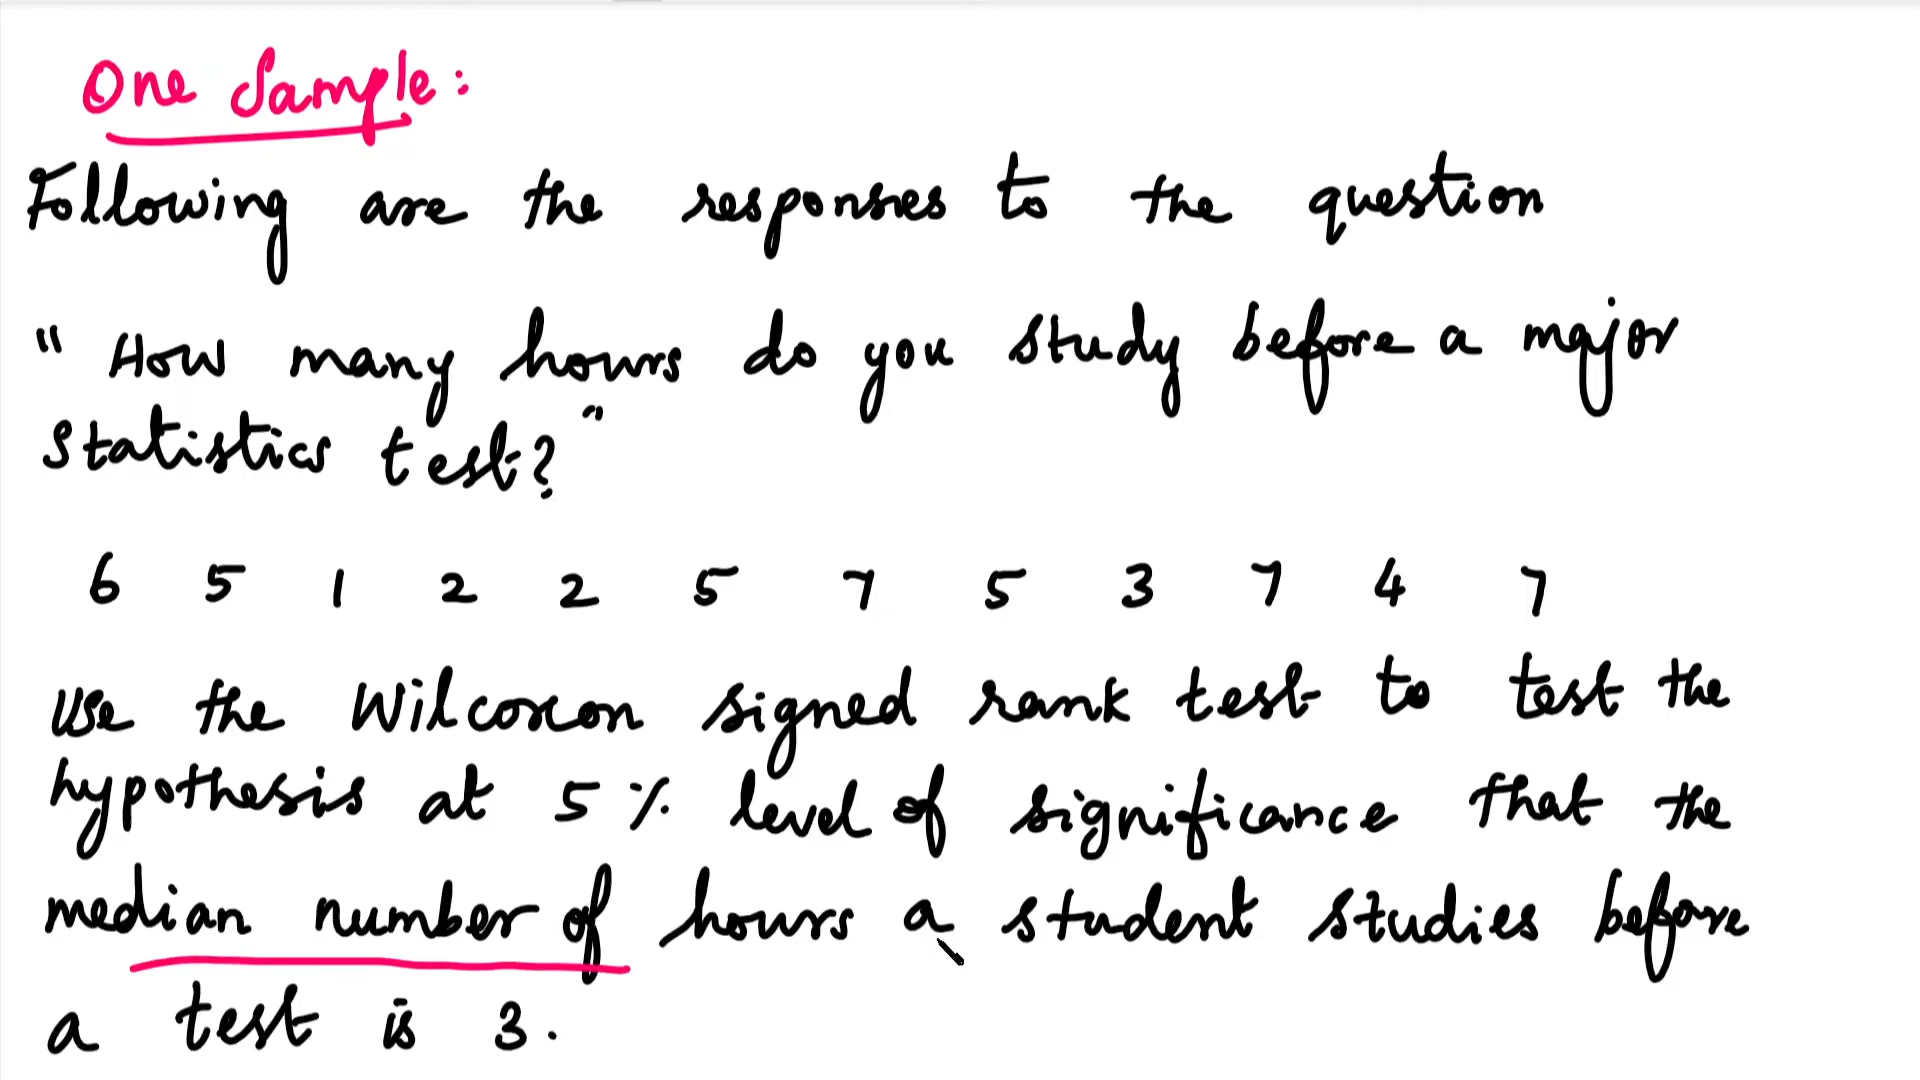 One Sample:
Following are the responses to the question
" How many hours do you study before a major
Statistics test?"
6 5 1 2 2 5 7 5 3 7 4 7
Use the Wilcoxon signed rank test to test the
hypothesis at 5% level of significance that the
median number of hours a student studies before
a test is 3.